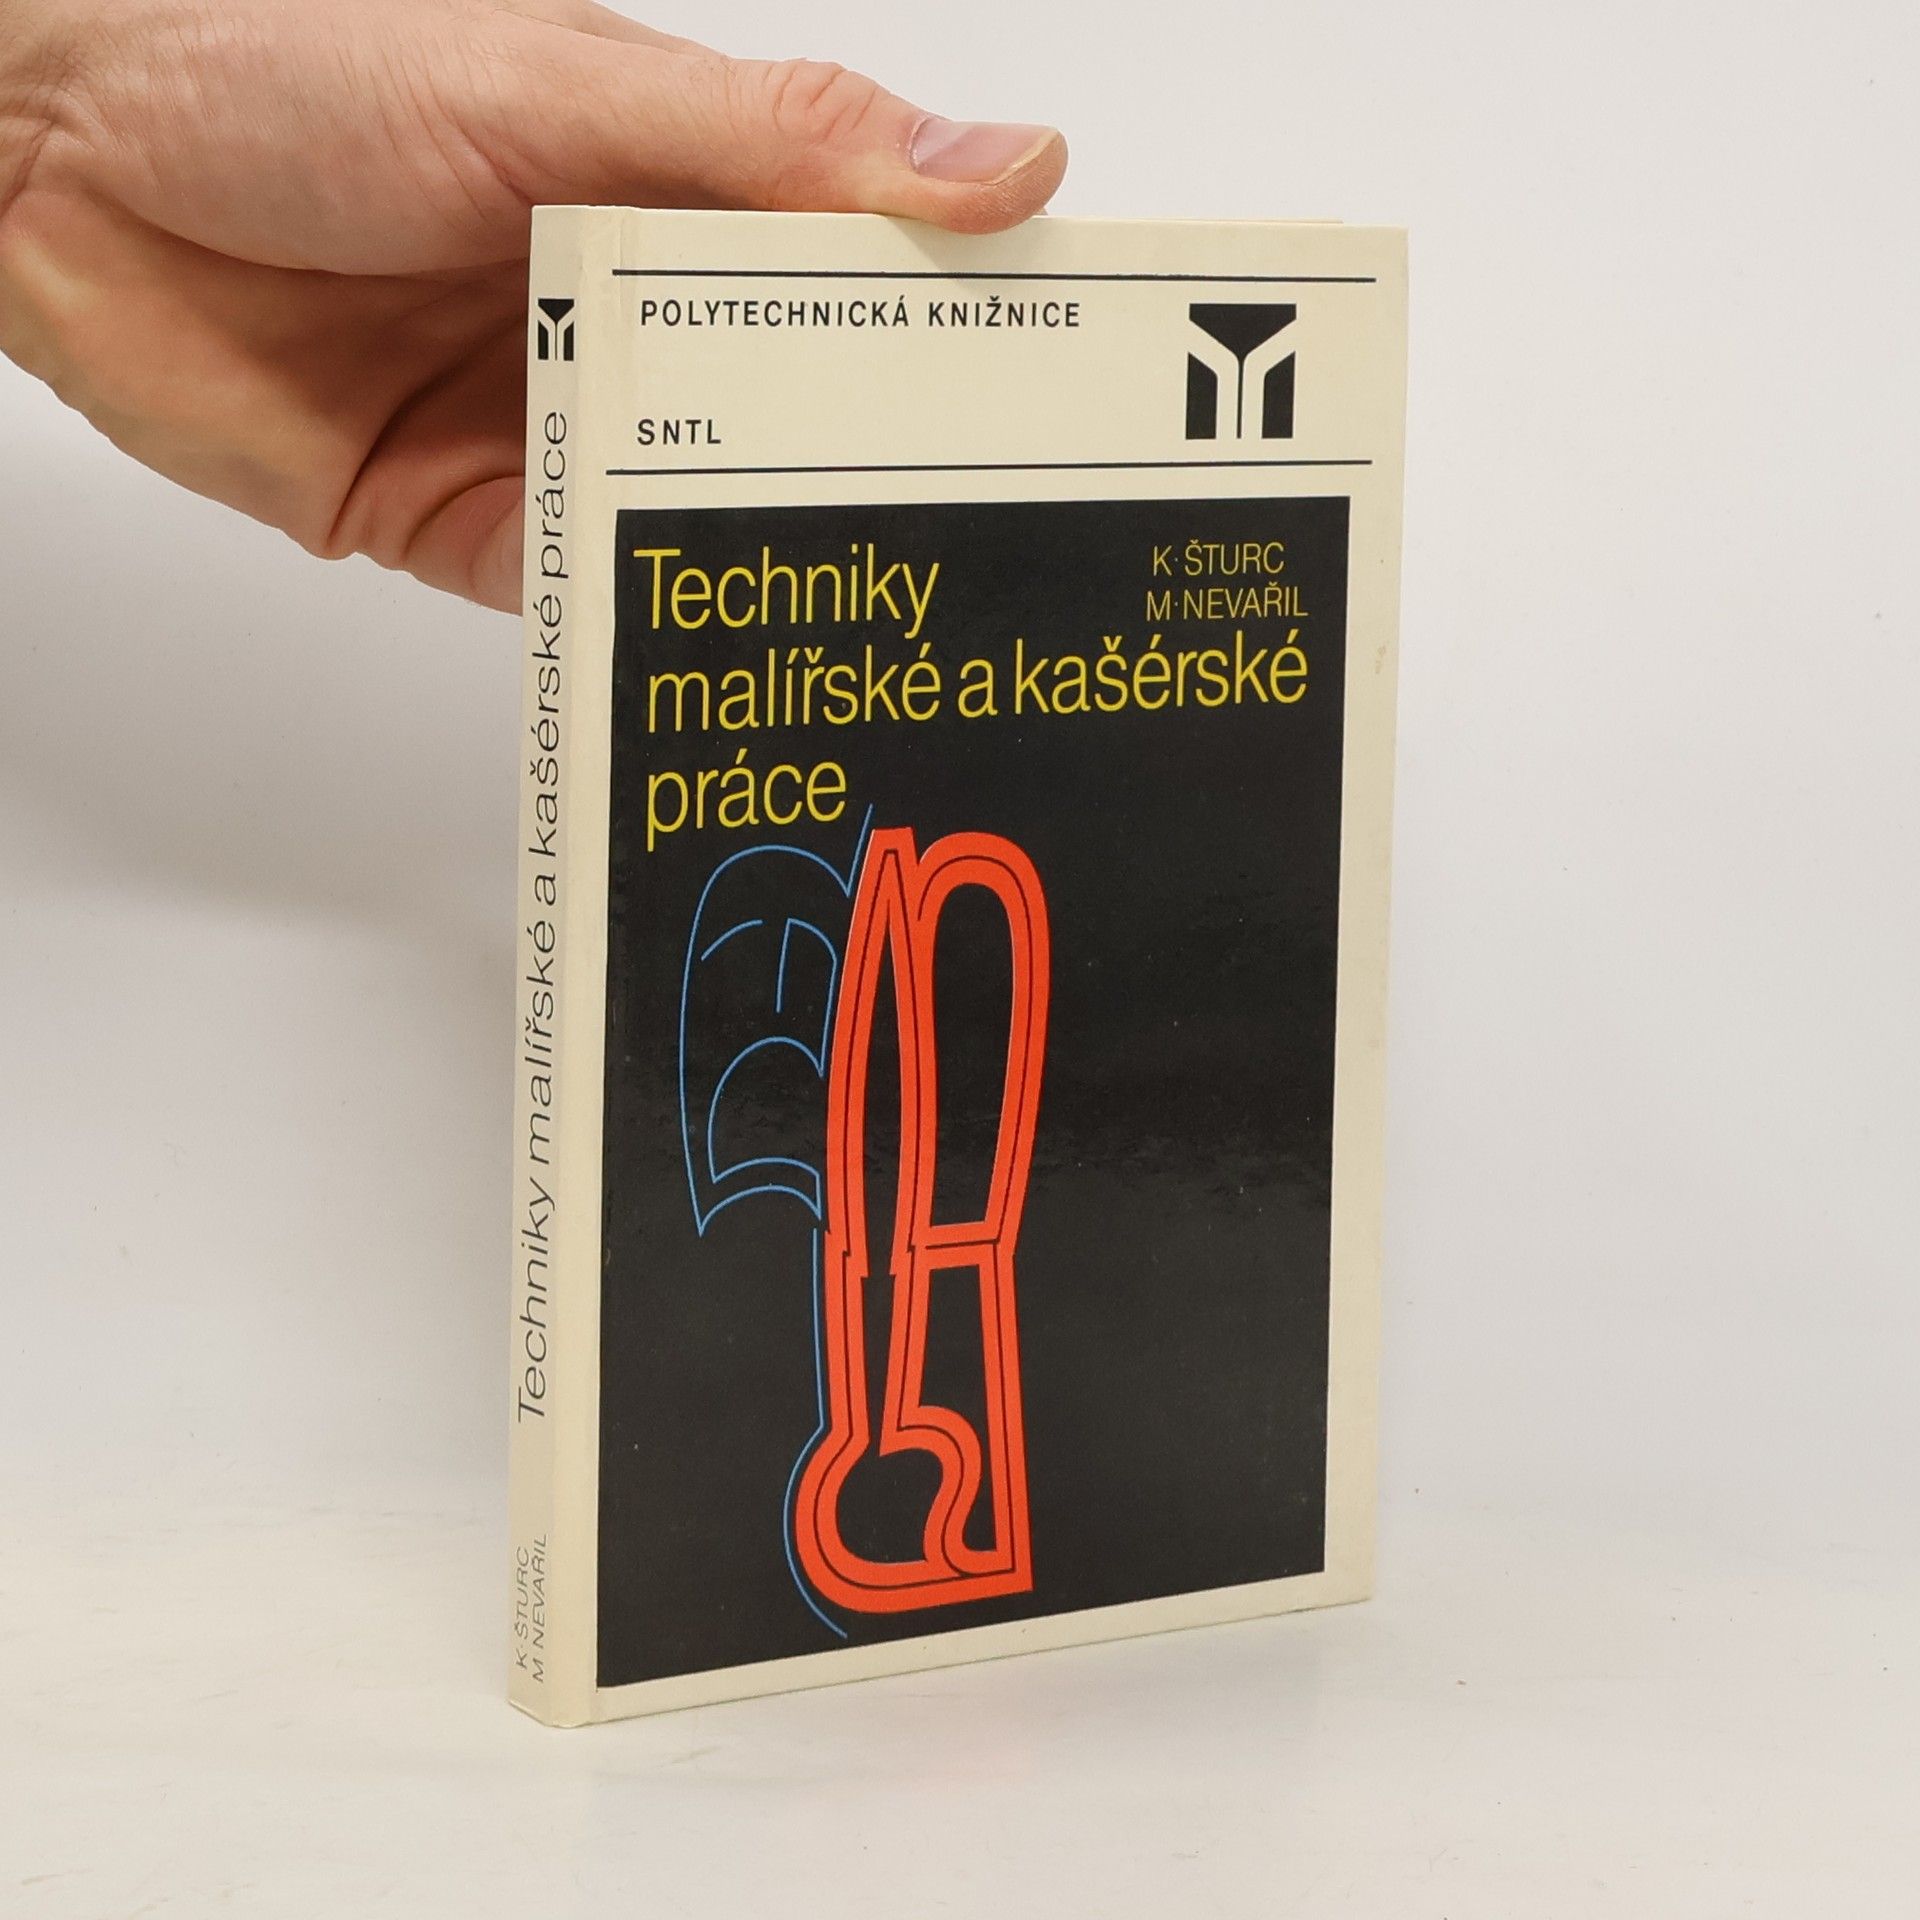 POLYTECHNICKÁ KNIŽNICE
SNTL
Techniky
malířské a kašérské
práce
K·ŠTURC
M·NEVAŘIL
Techniky malířské a kašérské práce
K·ŠTURC
M·NEVAŘIL